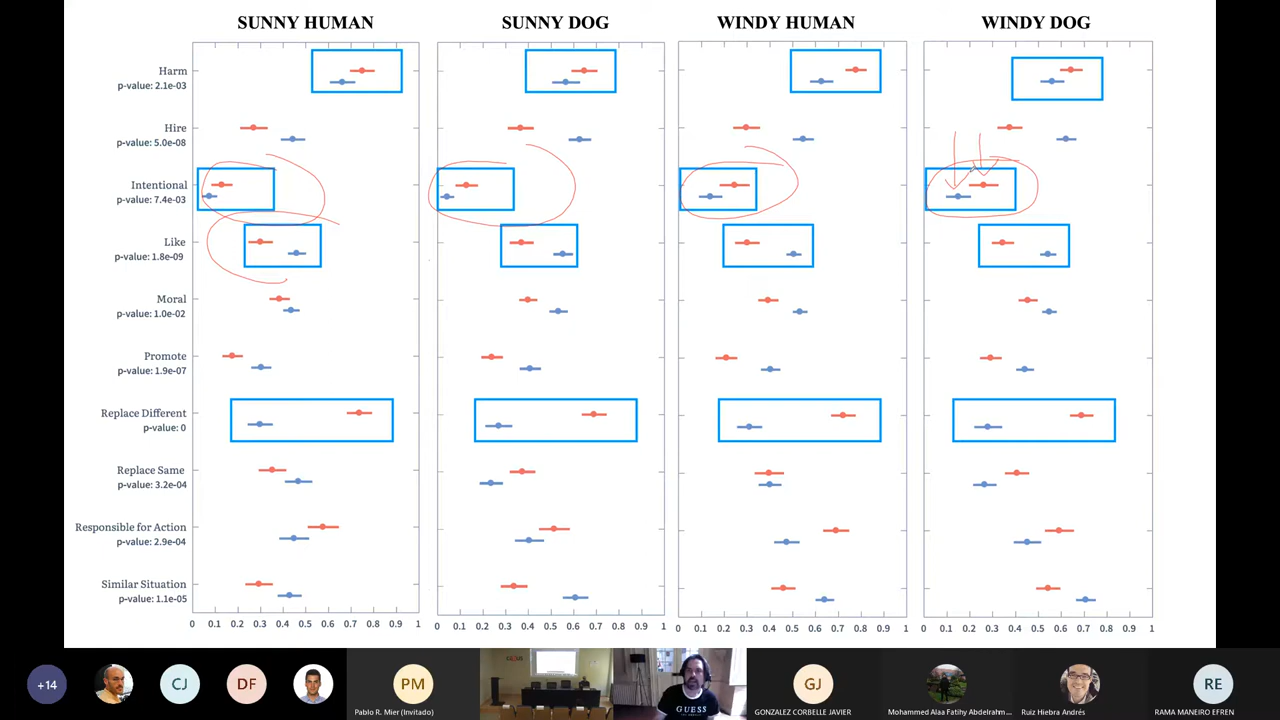 SUNNY HUMAN
SUNNY DOG
WINDY HUMAN
WINDY DOG
Harm
p-value: 2.1e-03
Hire
p-value: 5.0e-08
Intentional
p-value: 7.4e-03
Like
p-value: 1.8e-09
Moral
p-value: 1.0e-02
Promote
p-value: 1.9e-07
Replace Different
p-value: 0
Replace Same
p-value: 3.2e-04
Responsible for Action
p-value: 2.9e-04
Similar Situation
p-value: 1.1e-05
0 0.1 0.2 0.3 0.4 0.5 0.6 0.7 0.8 0.9 1
0.1 0.2 0.3 0.4 0.5 0.6 0.7 0.8 0.9 1
0 0.1 0.2 0.3 0.4 0.5 0.6 0.7 0.8 0.9 1
0 0.1 0.2 0.3 0.4 0.5 0.6 0.7 0.8 0.9 1
+14
CJ
DF
PM
Pablo R. Mier (Invitado)
GUESS
GJ
GONZALEZ CORBELLE JAVIER
Mohammed Alaa Fatihy Abdelrahm...
Ruiz Hiebra Andrés
RE
RAMA MANEIRO EFREN